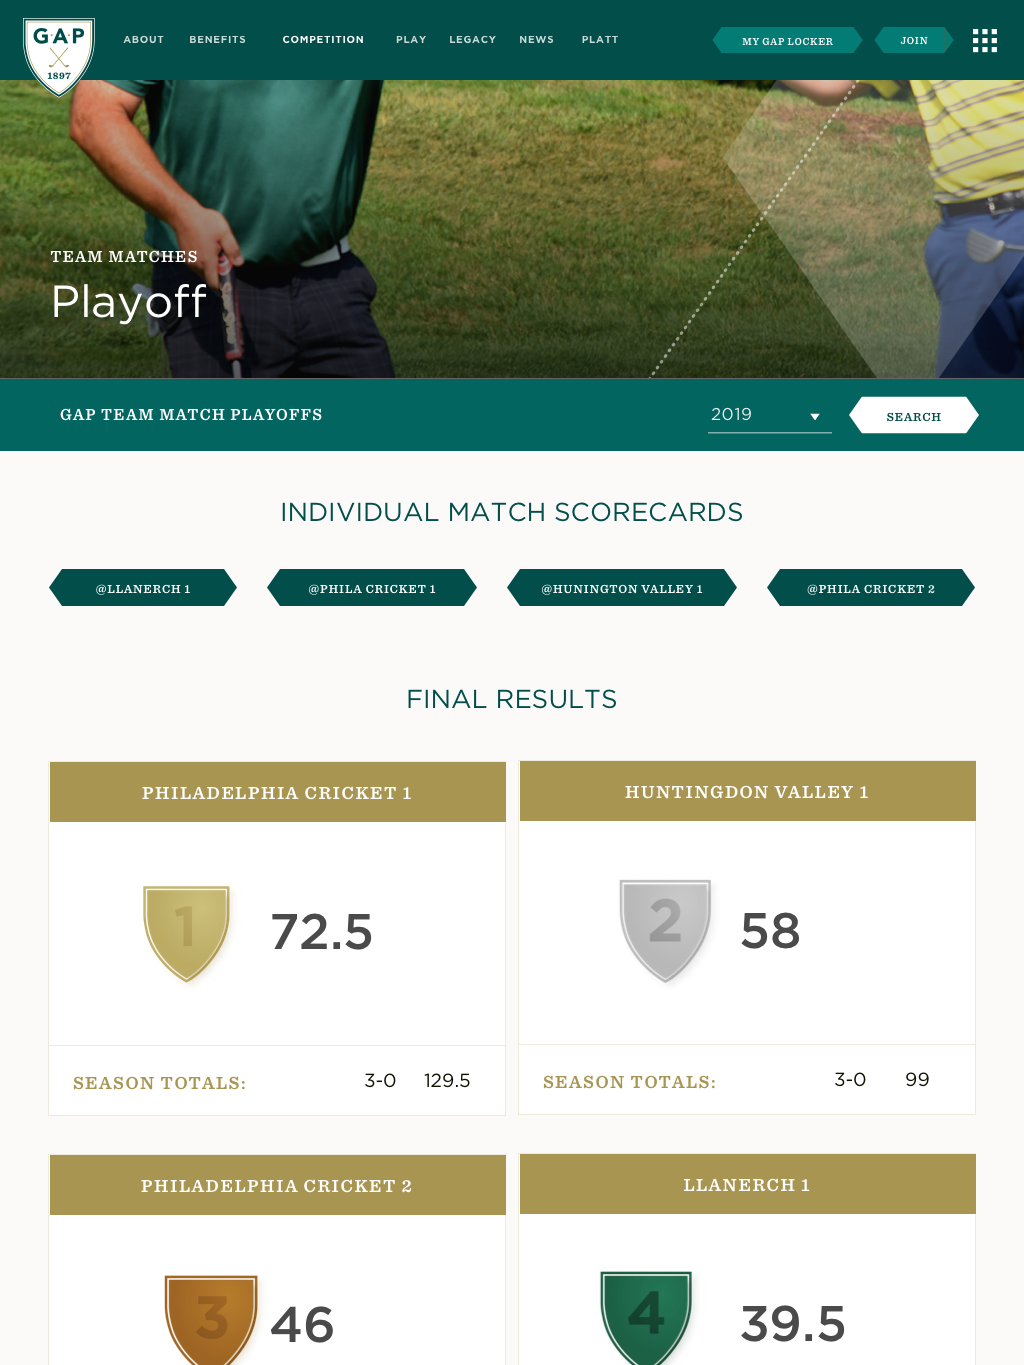 G·A·P
1897
ABOUT BENEFITS COMPETITION PLAY LEGACY NEWS PLATT
MY GAP LOCKER
JOIN
TEAM MATCHES
Playoff
GAP TEAM MATCH PLAYOFFS
2019
SEARCH
INDIVIDUAL MATCH SCORECARDS
@LLANERCH 1
@PHILA CRICKET 1
@HUNINGTON VALLEY 1
@PHILA CRICKET 2
FINAL RESULTS
PHILADELPHIA CRICKET 1
1
72.5
SEASON TOTALS: 3-0 129.5
HUNTINGDON VALLEY 1
2
58
SEASON TOTALS: 3-0 99
PHILADELPHIA CRICKET 2
3
46
LLANERCH 1
4
39.5